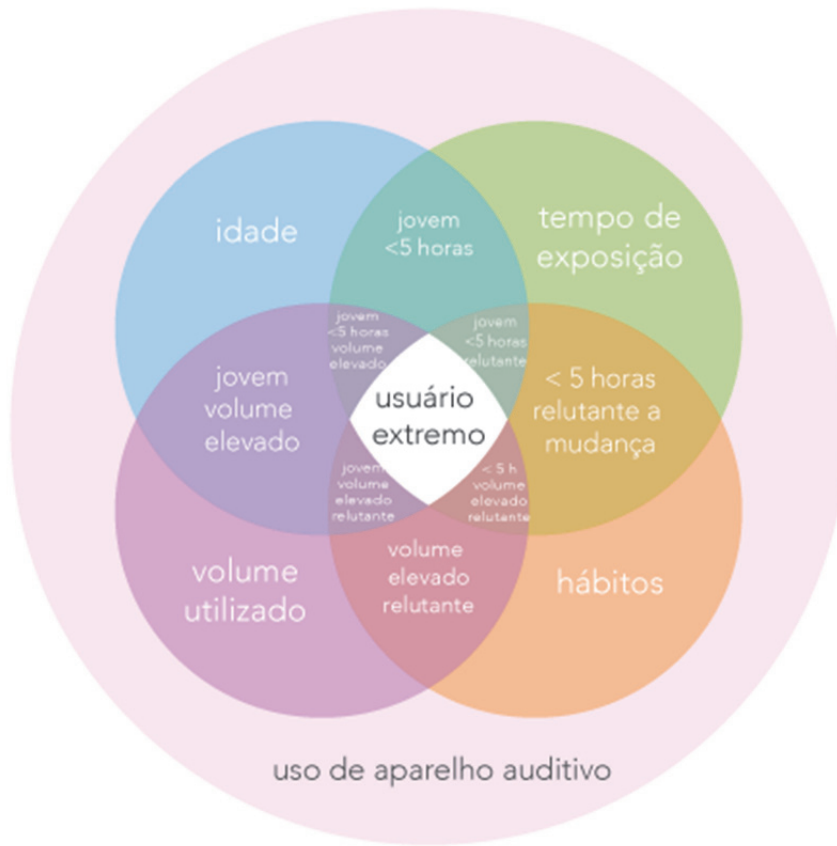 idade
jovem
<5 horas
tempo de
exposição
jovem
<5 horas
volume
elevado
jovem
<5 horas
relutante
jovem
volume
elevado
usuário
extremo
< 5 horas
relutante a
mudança
jovem
volume
elevado
relutante
< 5 h
volume
elevado
relutante
volume
utilizado
volume
elevado
relutante
hábitos
uso de aparelho auditivo